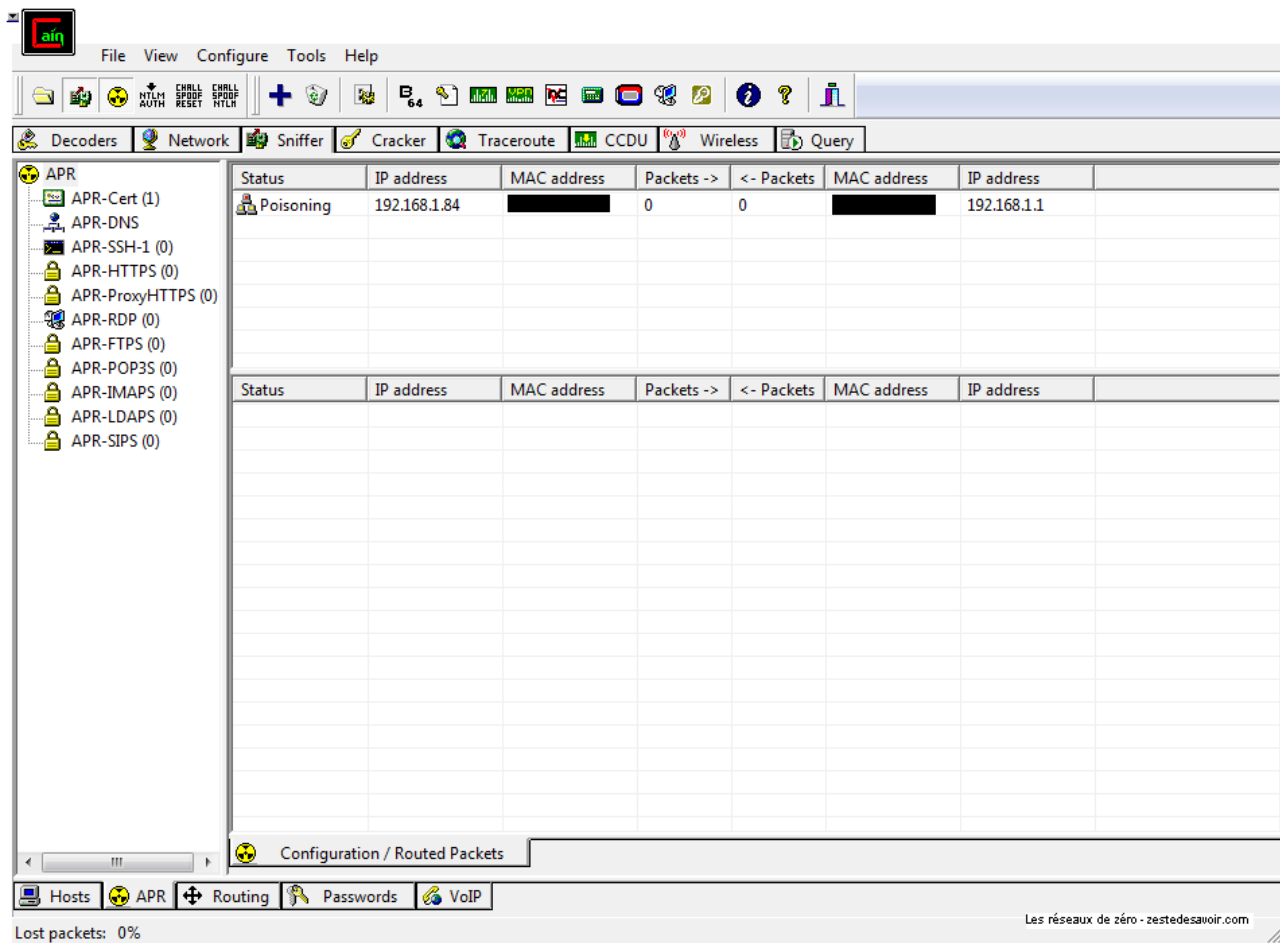 Cain
File View Configure Tools Help
NTLM AUTH CHALL SPOOF RESET CHALL SPOOF NTLM B64
Decoders Network Sniffer Cracker Traceroute CCDU Wireless Query
APR
APR-Cert (1)
APR-DNS
APR-SSH-1 (0)
APR-HTTPS (0)
APR-ProxyHTTPS (0)
APR-RDP (0)
APR-FTPS (0)
APR-POP3S (0)
APR-IMAPS (0)
APR-LDAPS (0)
APR-SIPS (0)
Status IP address MAC address Packets -> <- Packets MAC address IP address
Poisoning 192.168.1.84 0 0 192.168.1.1
Status IP address MAC address Packets -> <- Packets MAC address IP address
Configuration / Routed Packets
Hosts APR Routing Passwords VoIP
Lost packets: 0%
Les réseaux de zéro - zestedesavoir.com